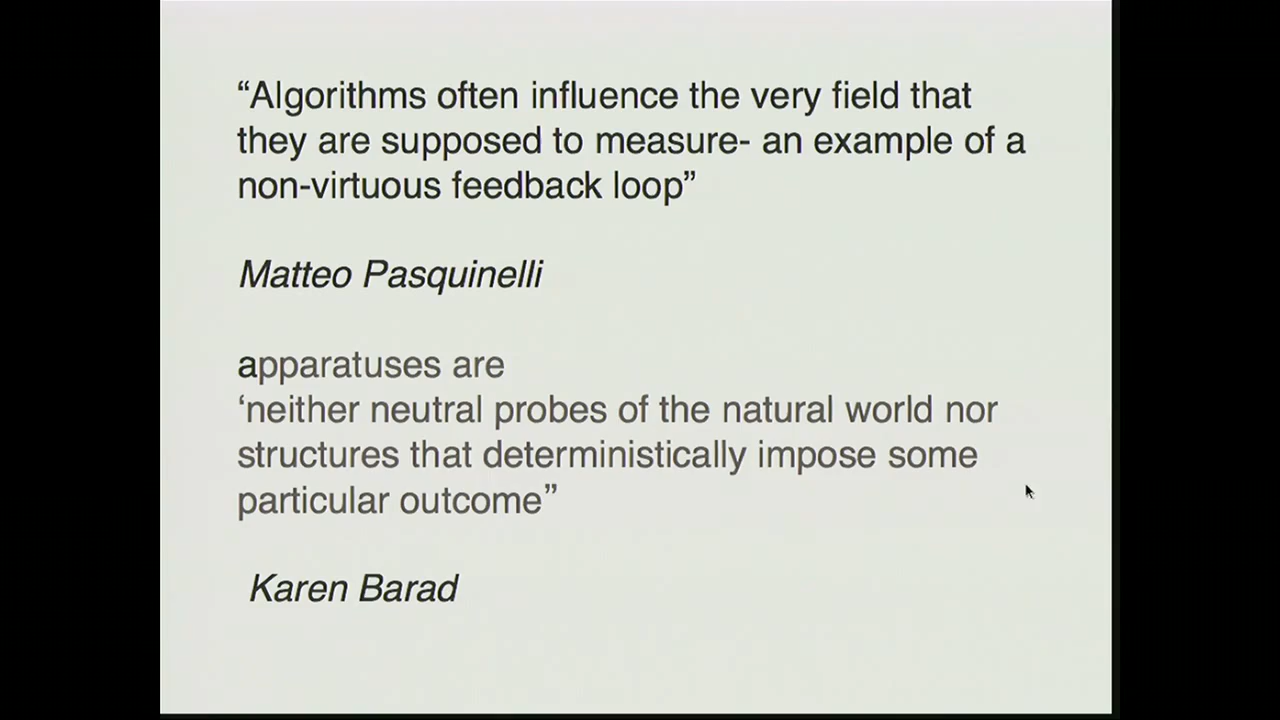 “Algorithms often influence the very field that
they are supposed to measure- an example of a
non-virtuous feedback loop”
Matteo Pasquinelli
apparatuses are
‘neither neutral probes of the natural world nor
structures that deterministically impose some
particular outcome”
Karen Barad